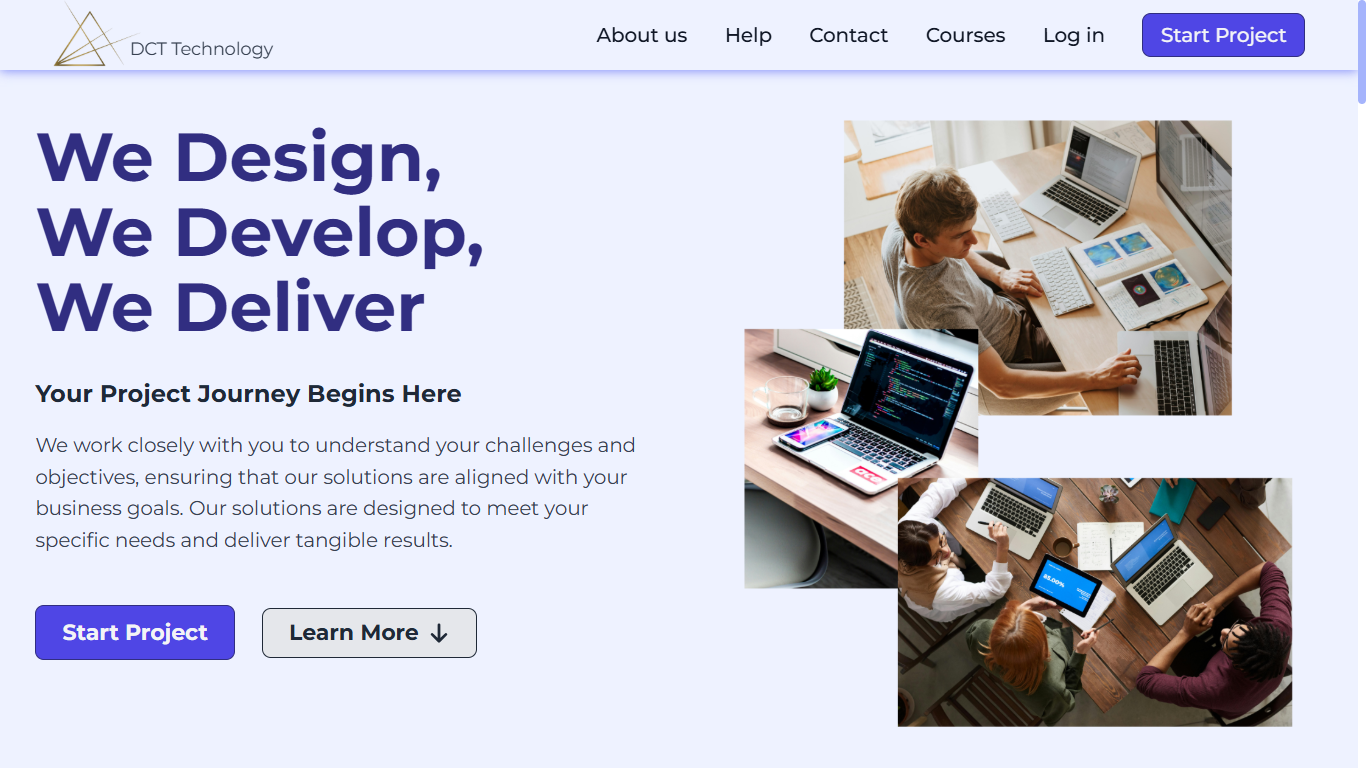 DCT Technology
About us
Help
Contact
Courses
Log in
Start Project
We Design,
We Develop,
We Deliver
Your Project Journey Begins Here
We work closely with you to understand your challenges and
objectives, ensuring that our solutions are aligned with your
business goals. Our solutions are designed to meet your
specific needs and deliver tangible results.
Start Project
Learn More ↓
85.00%